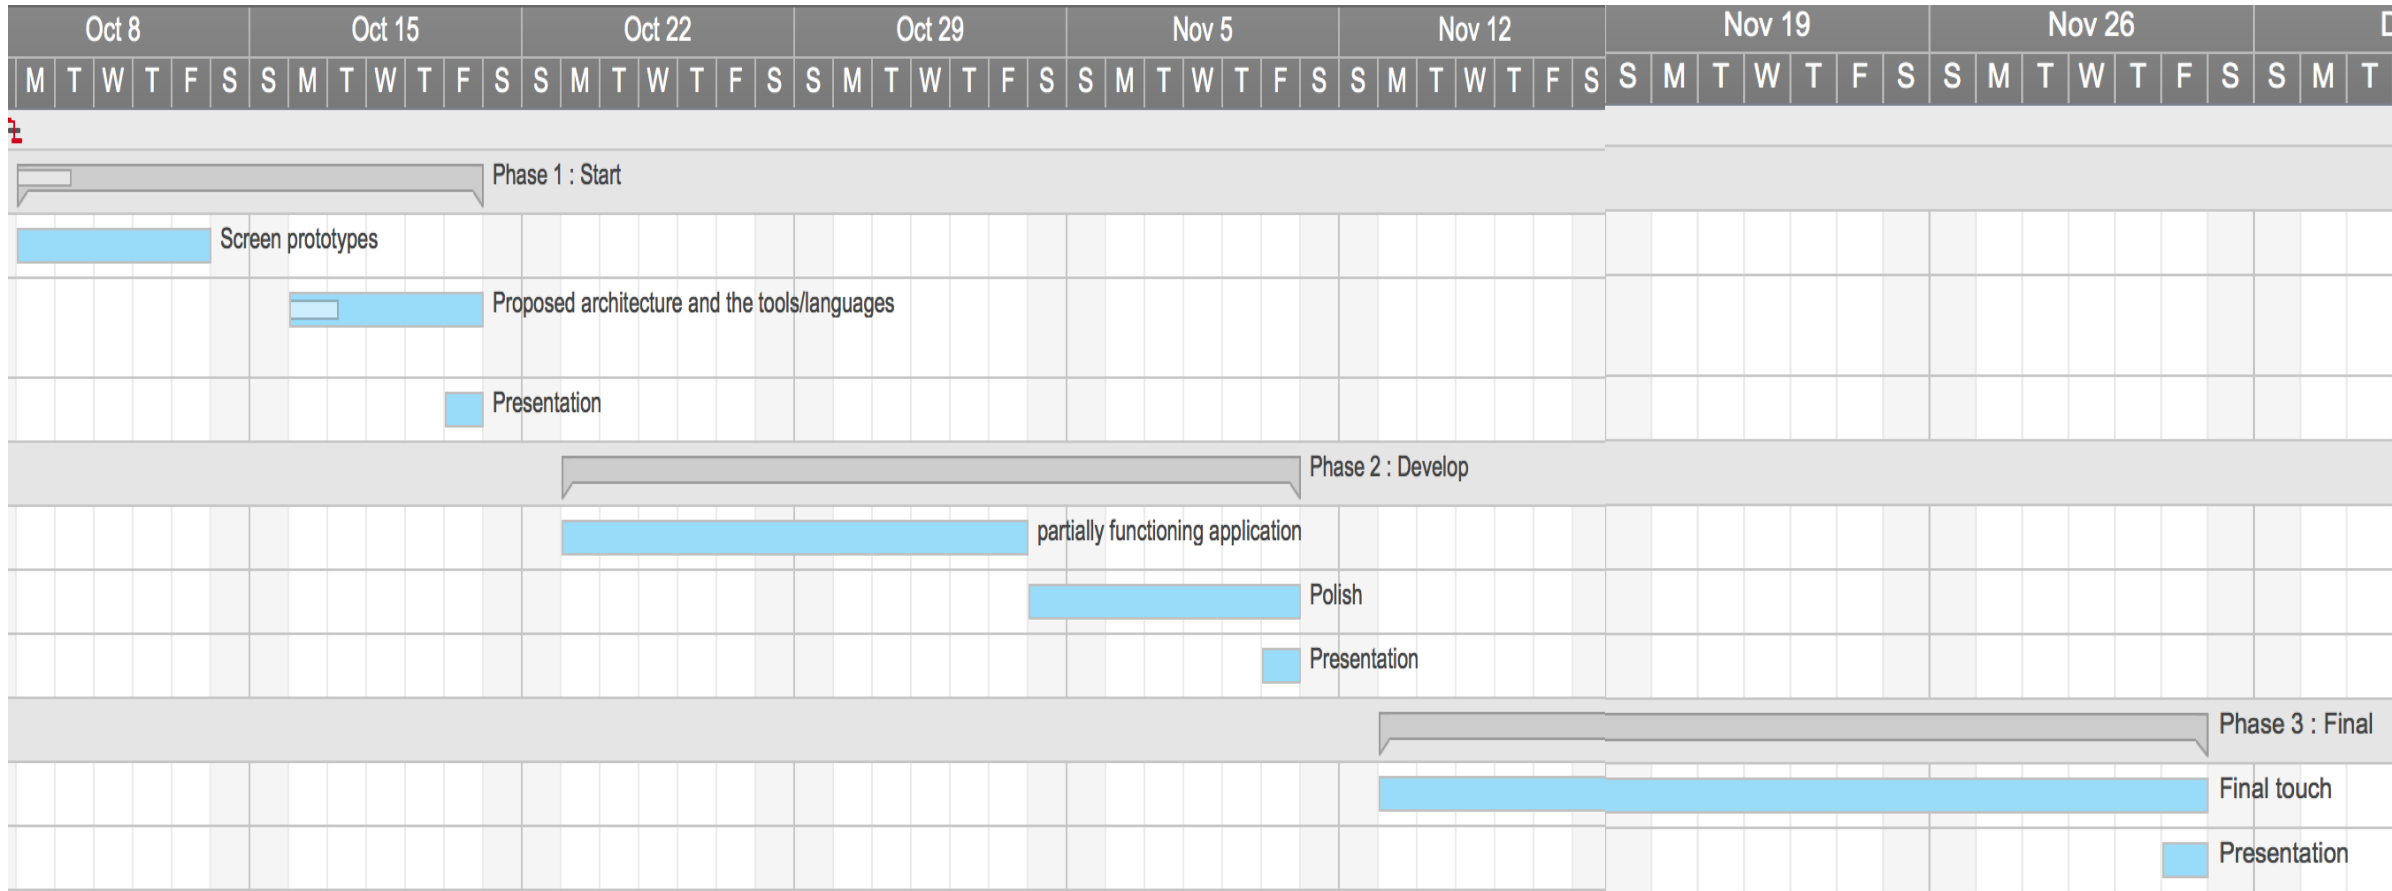 Oct 8 Oct 15 Oct 22 Oct 29 Nov 5 Nov 12 Nov 19 Nov 26
M T W T F S S M T W T F S S M T W T F S S M T W T F S S M T W T F S S M T W T F S S M T W T F S S M T W T F S S M T
Phase 1 : Start
Screen prototypes
Proposed architecture and the tools/languages
Presentation
Phase 2 : Develop
partially functioning application
Polish
Presentation
Phase 3 : Final
Final touch
Presentation